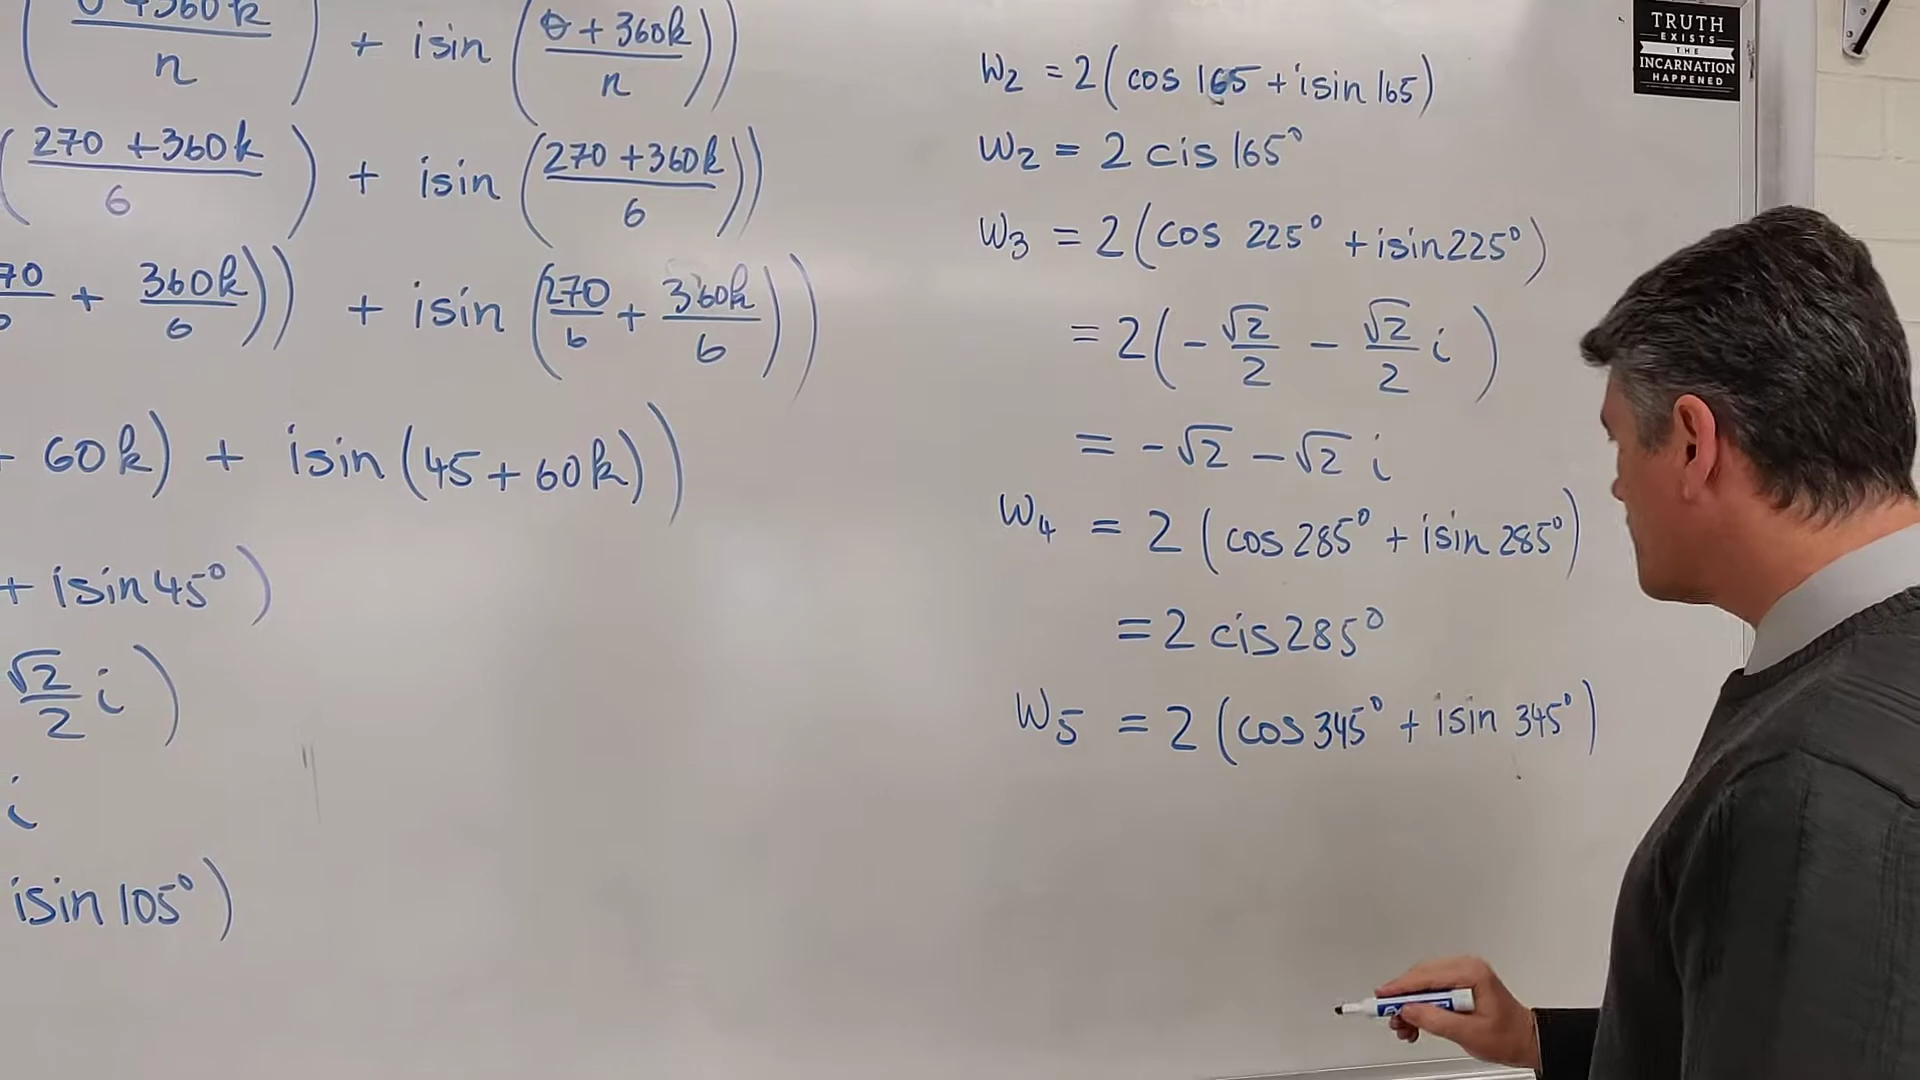 (θ + 360k / n) + isin (θ + 360k / n))
(270 + 360k / 6) + isin (270 + 360k / 6))
70 / 6 + 360k / 6)) + isin (270 / 6 + 360k / 6))
+ 60k) + isin (45 + 60k))
+ isin 45°)
√2 / 2 i)
i
isin 105°)
W2 = 2 (cos 165 + isin 165)
W2 = 2 cis 165°
W3 = 2 (cos 225° + isin 225°)
= 2 (- √2 / 2 - √2 / 2 i)
= -√2 - √2 i
W4 = 2 (cos 285° + isin 285°)
= 2 cis 285°
W5 = 2 (cos 345° + isin 345°)
TRUTH
EXISTS
THE
INCARNATION
HAPPENED